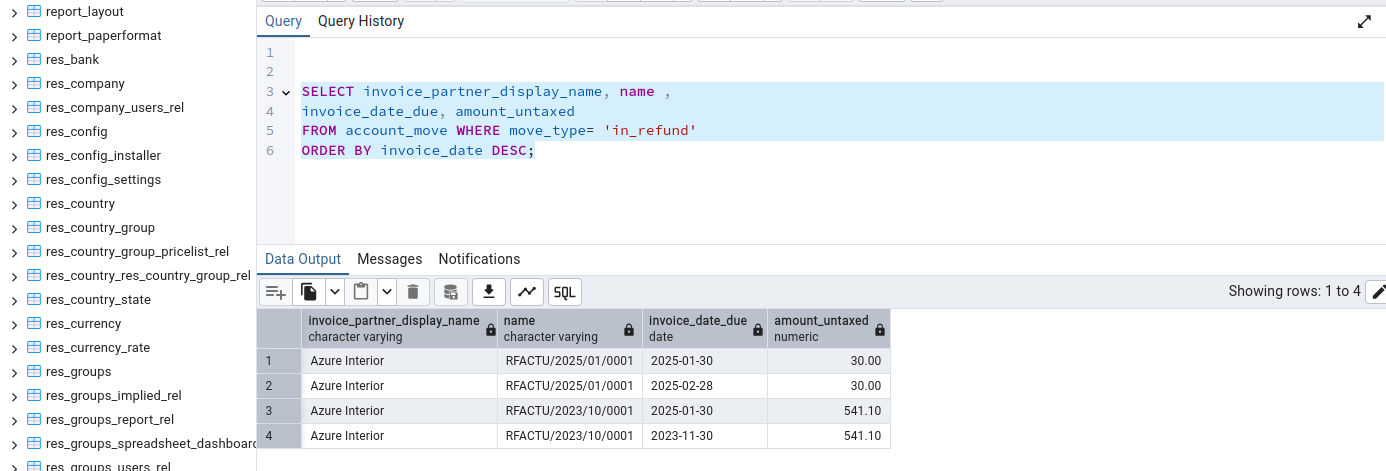 report_layout
report_paperformat
res_bank
res_company
res_company_users_rel
res_config
res_config_installer
res_config_settings
res_country
res_country_group
res_country_group_pricelist_rel
res_country_res_country_group_rel
res_country_state
res_currency
res_currency_rate
res_groups
res_groups_implied_rel
res_groups_report_rel
res_groups_spreadsheet_dashboard
res_groups_users_rel
Query Query History
1
2
3 SELECT invoice_partner_display_name, name ,
4 invoice_date_due, amount_untaxed
5 FROM account_move WHERE move_type= 'in_refund'
6 ORDER BY invoice_date DESC;
Data Output Messages Notifications
SQL Showing rows: 1 to 4
invoice_partner_display_name name invoice_date_due amount_untaxed
character varying character varying date numeric
1 Azure Interior RFACTU/2025/01/0001 2025-01-30 30.00
2 Azure Interior RFACTU/2025/01/0001 2025-02-28 30.00
3 Azure Interior RFACTU/2023/10/0001 2025-01-30 541.10
4 Azure Interior RFACTU/2023/10/0001 2023-11-30 541.10